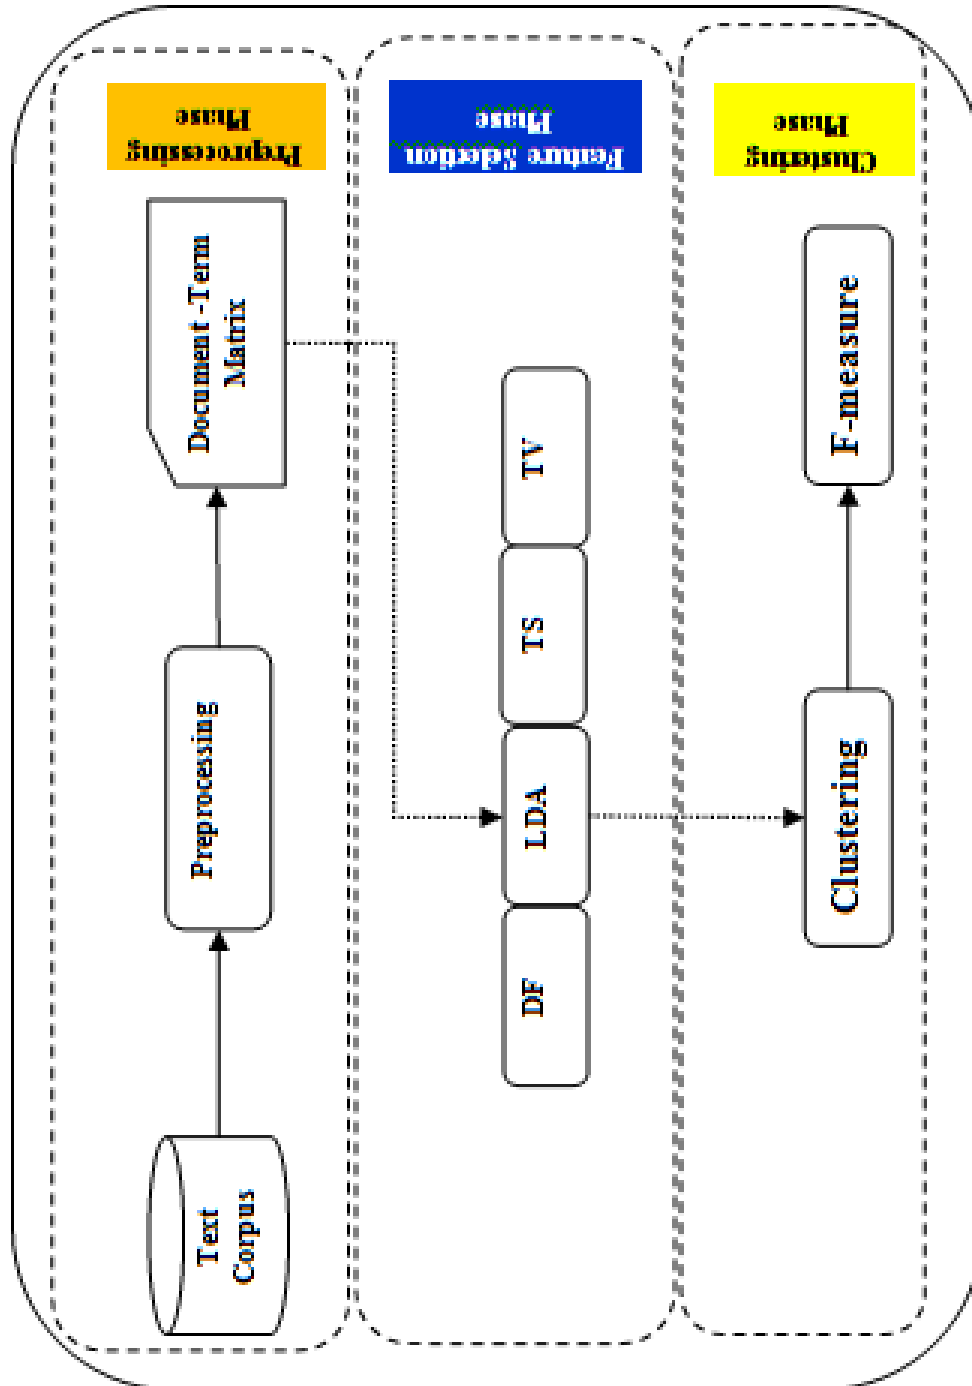 Text
Corpus
Preprocessing
Document -Term
Matrix
Preprocessing
Phase
DF
LDA
TS
TV
Feature Selection
Phase
Clustering
F-measure
Clustering
Phase